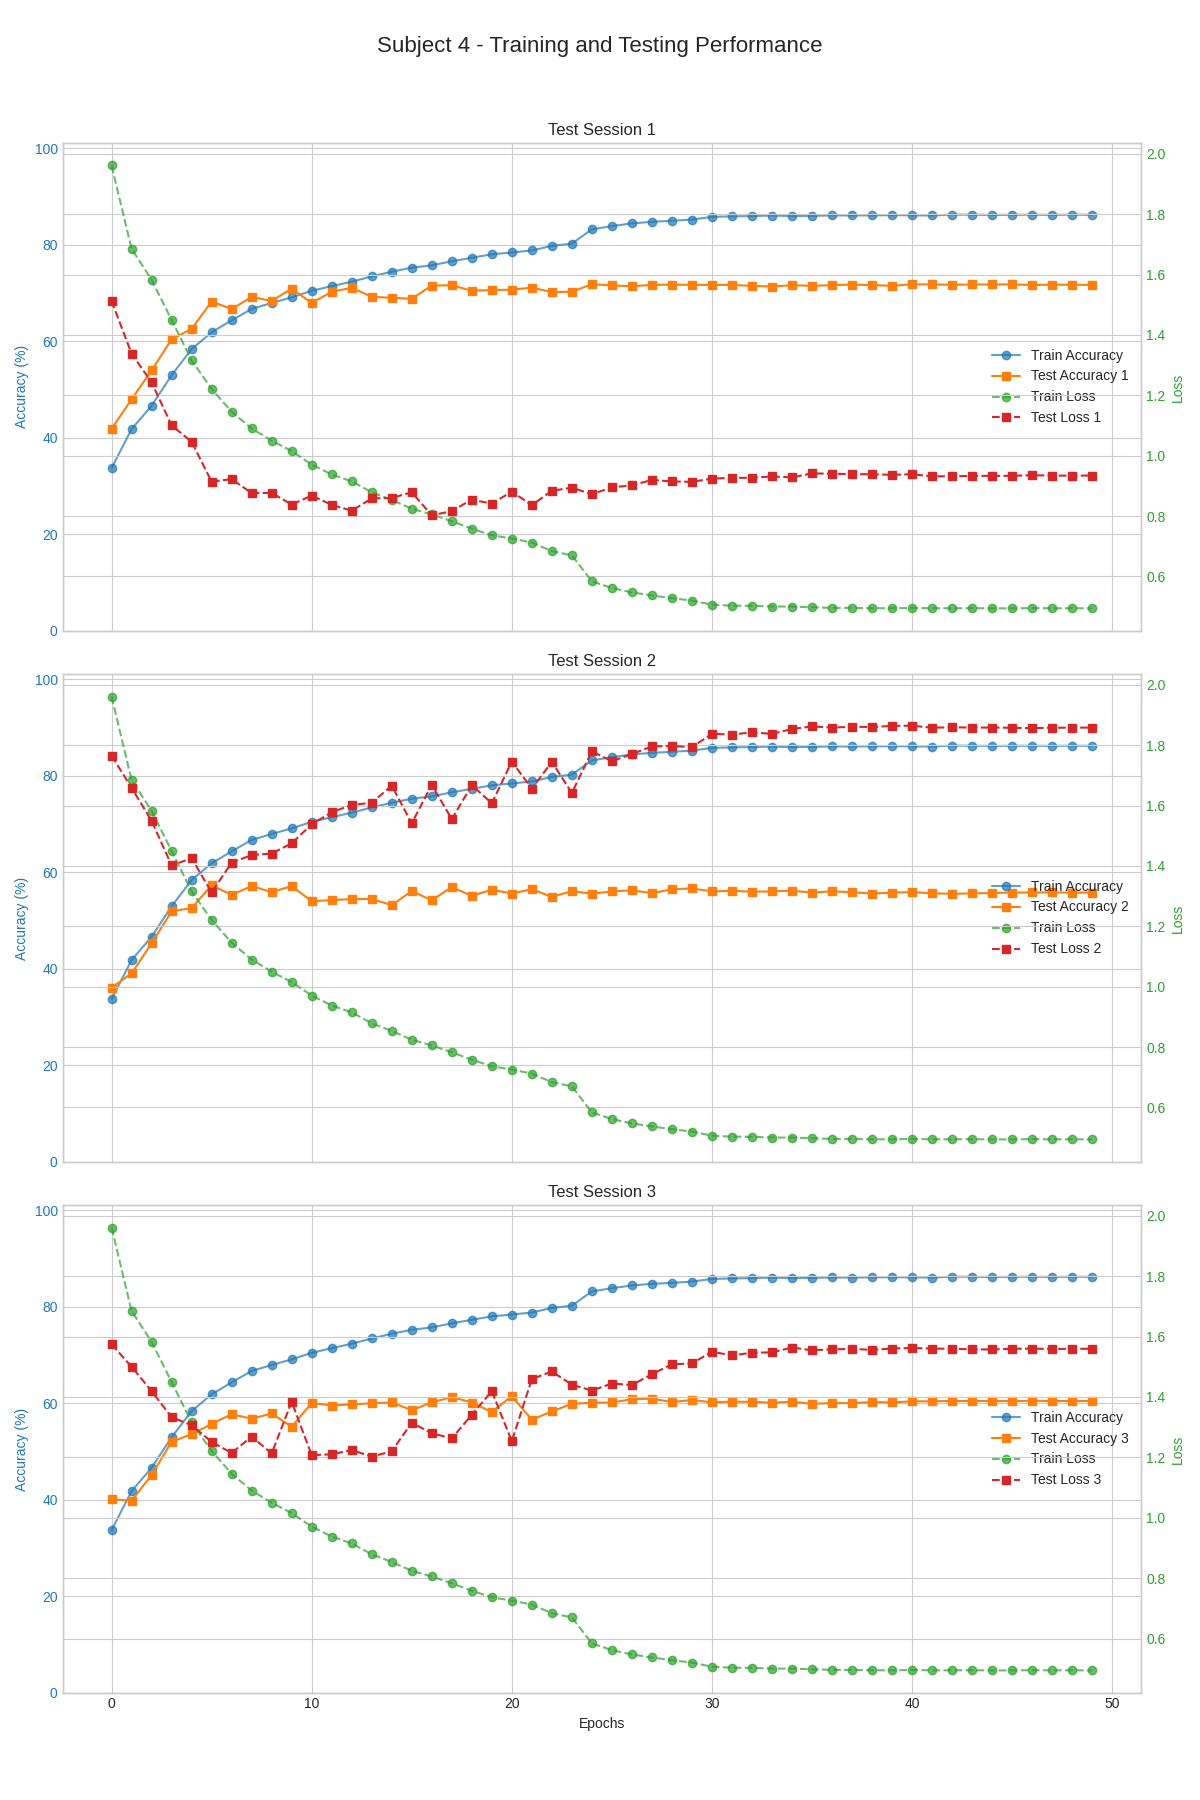 Subject 4 - Training and Testing Performance
Test Session 1
100
80
60
40
20
0
Accuracy (%)
2.0
1.8
1.6
1.4
1.2
1.0
0.8
0.6
Loss
Train Accuracy
Test Accuracy 1
Train Loss
Test Loss 1
Test Session 2
100
80
60
40
20
0
Accuracy (%)
2.0
1.8
1.6
1.4
1.2
1.0
0.8
0.6
Loss
Train Accuracy
Test Accuracy 2
Train Loss
Test Loss 2
Test Session 3
100
80
60
40
20
0
Accuracy (%)
2.0
1.8
1.6
1.4
1.2
1.0
0.8
0.6
Loss
Train Accuracy
Test Accuracy 3
Train Loss
Test Loss 3
0 10 20 30 40 50
Epochs